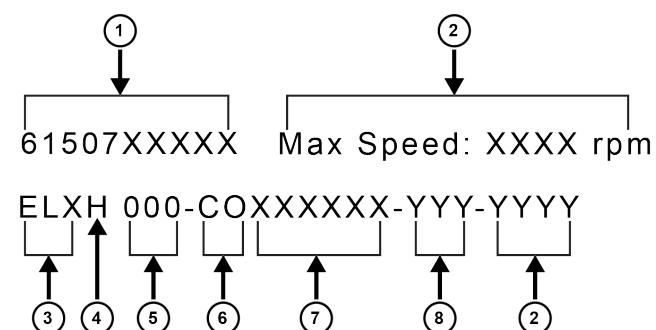 1 2
61507XXXXX Max Speed: XXXX rpm
ELXH 000-COXXXXXX-YYY-YYYY
3 4 5 6 7 8 2